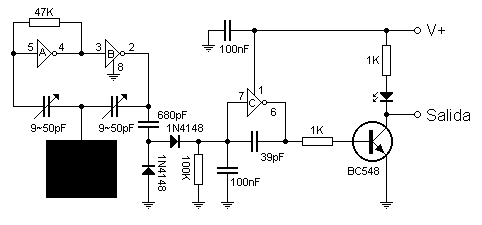 47K
5 A 4
3 B 2
8
9~50pF
9~50pF
680pF
1N4148
1N4148
100K
100nF
100nF
7 C 1
6
39pF
1K
1K
V+
Salida
BC548